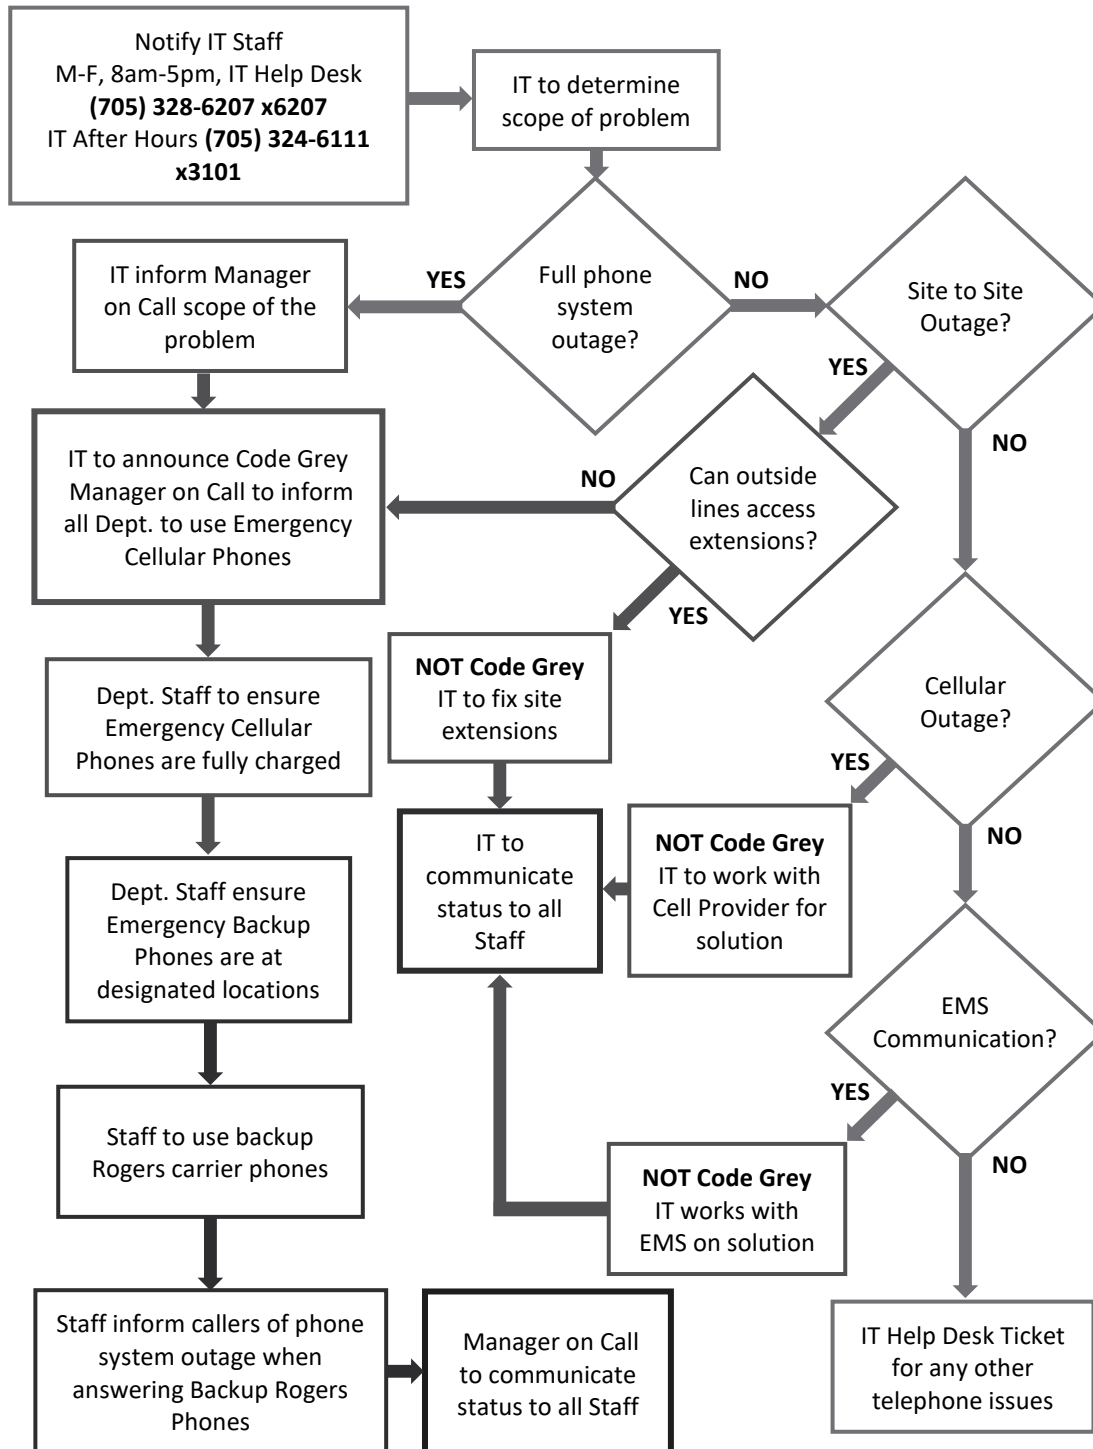 Notify IT Staff
M-F, 8am-5pm, IT Help Desk
(705) 328-6207 x6207
IT After Hours (705) 324-6111
x3101
IT to determine
scope of problem
Full phone
system
outage?
YES
NO
Site to Site
Outage?
YES
NO
IT inform Manager
on Call scope of the
problem
IT to announce Code Grey
Manager on Call to inform
all Dept. to use Emergency
Cellular Phones
NO
Can outside
lines access
extensions?
YES
NOT Code Grey
IT to fix site
extensions
Dept. Staff to ensure
Emergency Cellular
Phones are fully charged
Cellular
Outage?
YES
NO
IT to
communicate
status to all
Staff
NOT Code Grey
IT to work with
Cell Provider for
solution
Dept. Staff ensure
Emergency Backup
Phones are at
designated locations
EMS
Communication?
YES
NO
Staff to use backup
Rogers carrier phones
NOT Code Grey
IT works with
EMS on solution
Staff inform callers of phone
system outage when
answering Backup Rogers
Phones
Manager on Call
to communicate
status to all Staff
IT Help Desk Ticket
for any other
telephone issues